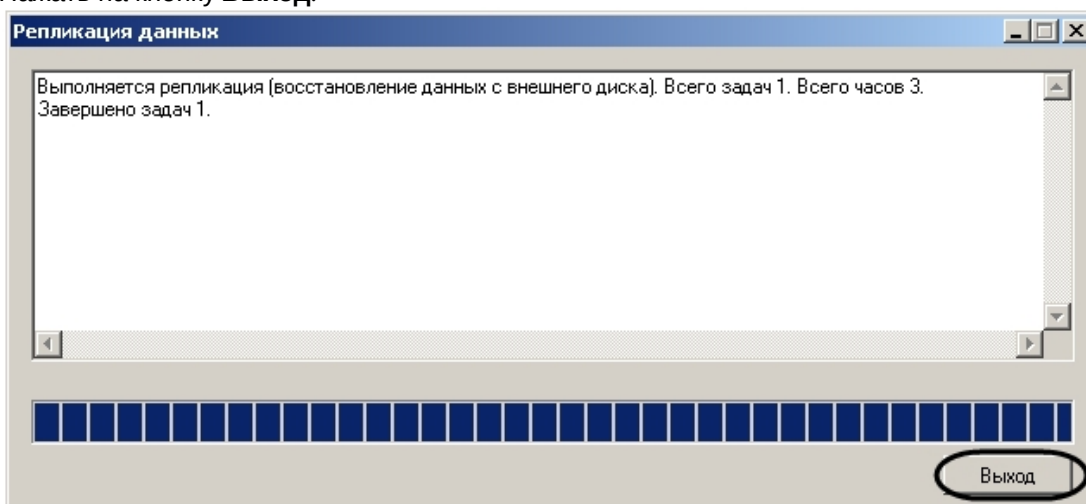 Нажать на кнопку Выход.
Репликация данных
Выполняется репликация (восстановление данных с внешнего диска). Всего задач 1. Всего часов 3.
Завершено задач 1.
Выход